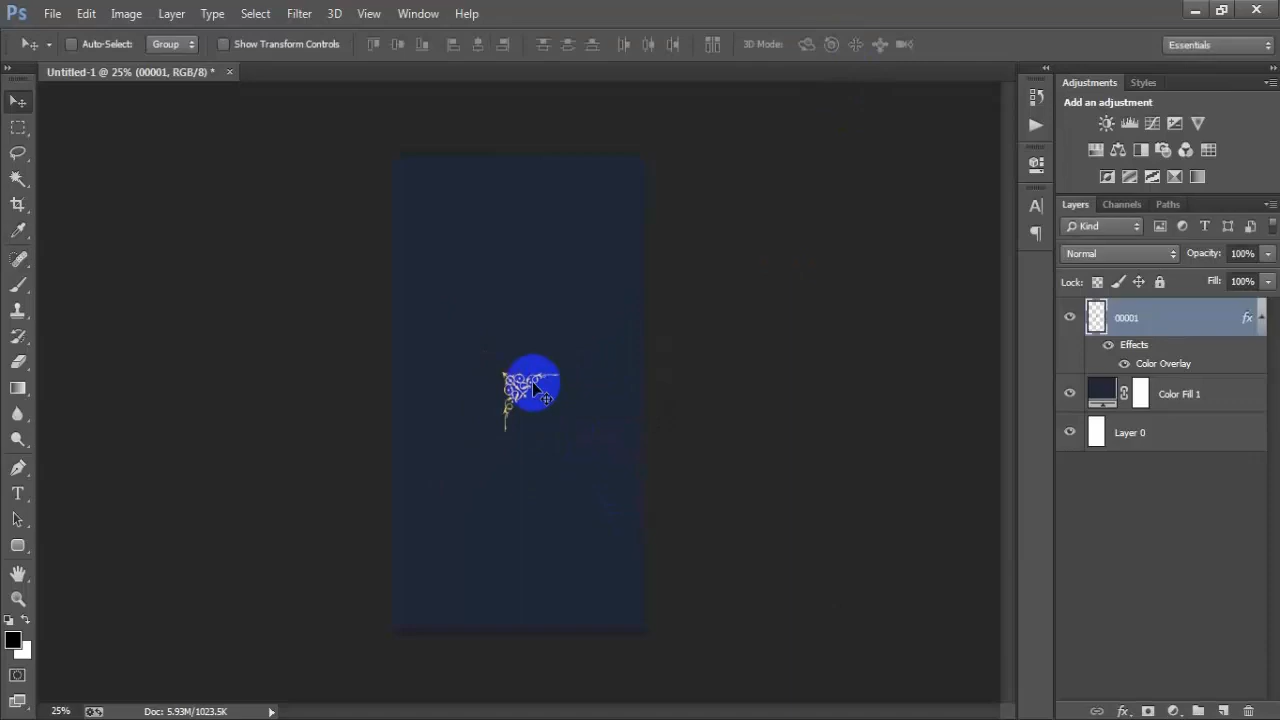 Ps File Edit Image Layer Type Select Filter 3D View Window Help
Auto-Select: Group Show Transform Controls 3D Mode: Essentials
Untitled-1 @ 25% (00001, RGB/8) * ×
Adjustments Styles
Add an adjustment
Layers Channels Paths
Kind
Normal Opacity: 100%
Lock: Fill: 100%
00001 fx
Effects
Color Overlay
Color Fill 1
Layer 0
25% Doc: 5.93M/1023.5K